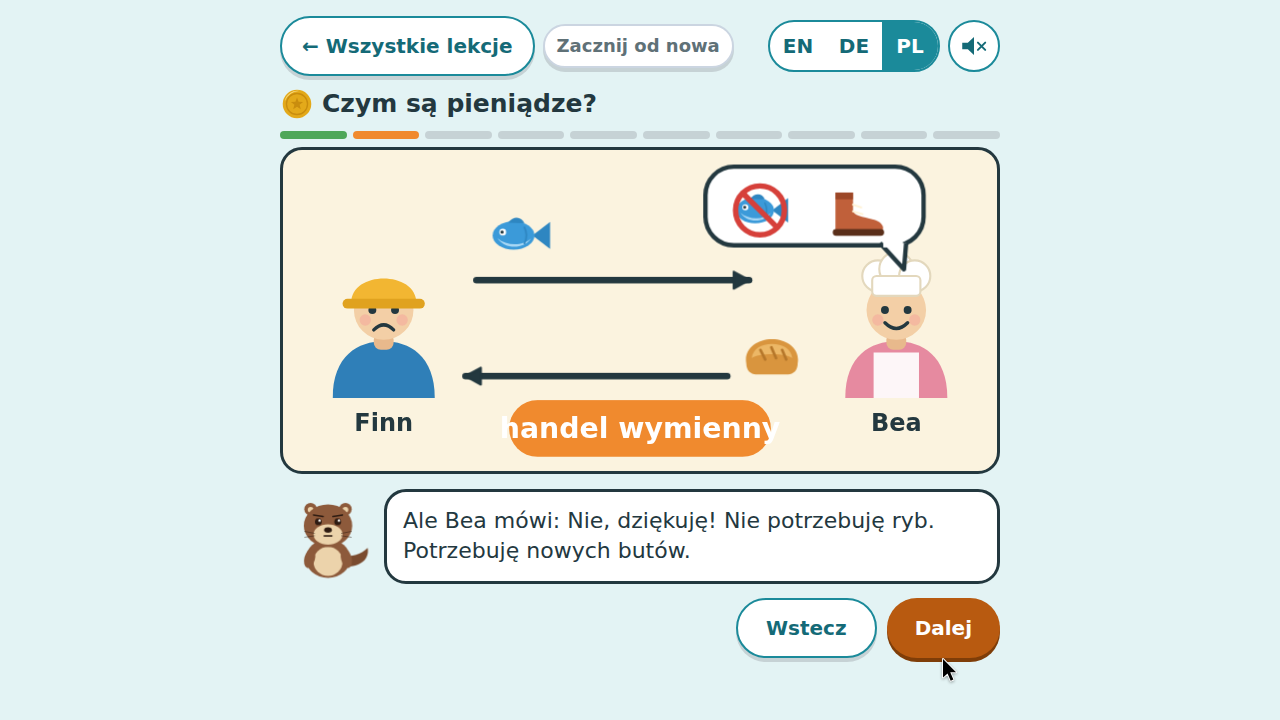 ← Wszystkie lekcje
Zacznij od nowa
EN DE PL
Czym są pieniądze?
Finn
handel wymienny
Bea
Ale Bea mówi: Nie, dziękuję! Nie potrzebuję ryb.
Potrzebuję nowych butów.
Wstecz
Dalej